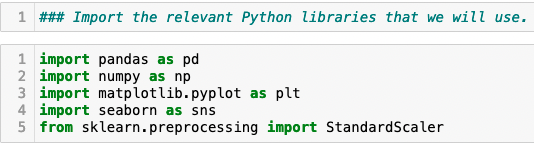 1 ### Import the relevant Python libraries that we will use.
1 import pandas as pd
2 import numpy as np
3 import matplotlib.pyplot as plt
4 import seaborn as sns
5 from sklearn.preprocessing import StandardScaler